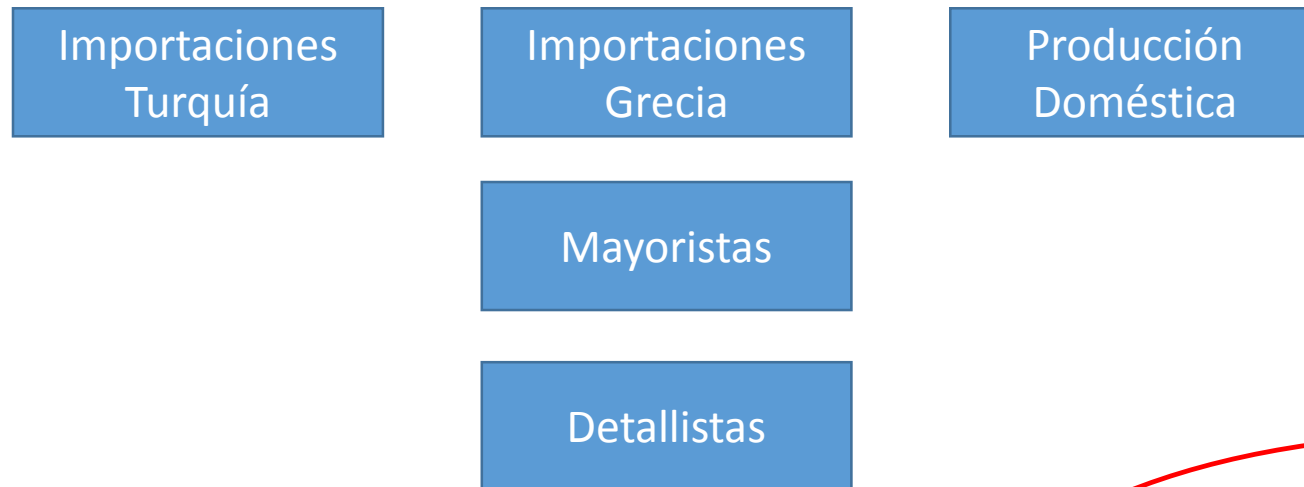 Importaciones
Turquía
Importaciones
Grecia
Producción
Doméstica
Mayoristas
Detallistas